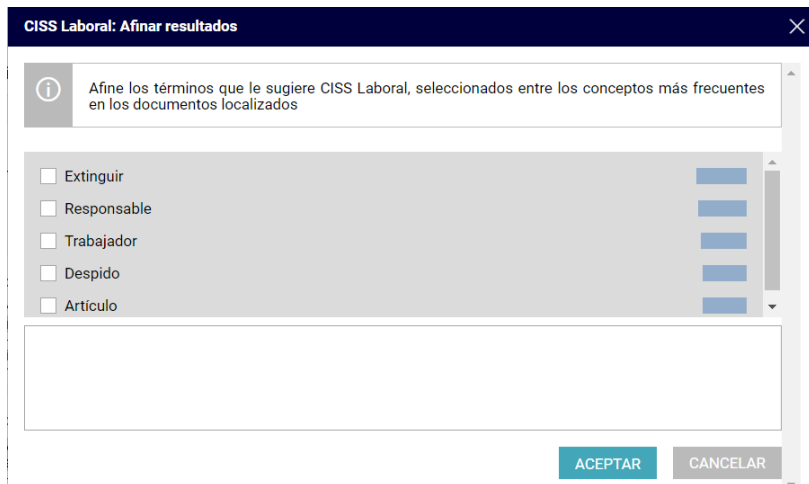 CISS Laboral: Afinar resultados
Afine los términos que le sugiere CISS Laboral, seleccionados entre los conceptos más frecuentes
en los documentos localizados
Extinguir
Responsable
Trabajador
Despido
Artículo
ACEPTAR
CANCELAR